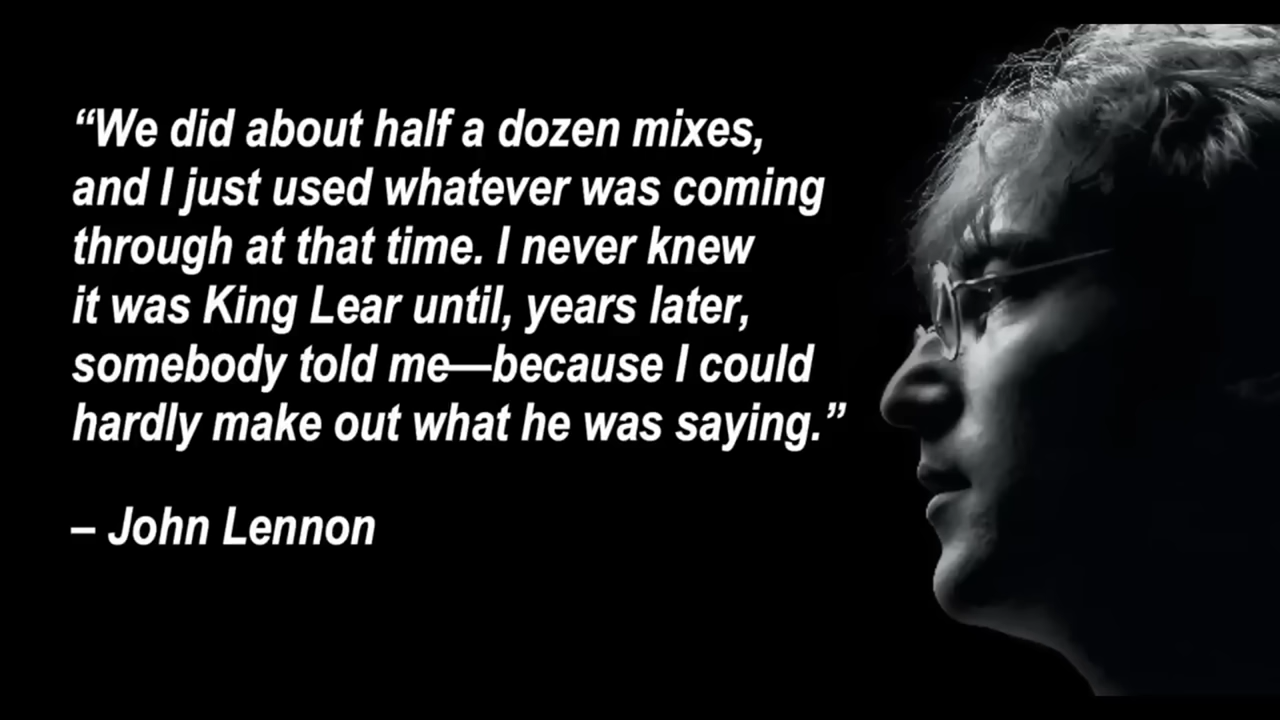 “We did about half a dozen mixes,
and I just used whatever was coming
through at that time. I never knew
it was King Lear until, years later,
somebody told me—because I could
hardly make out what he was saying.”
– John Lennon